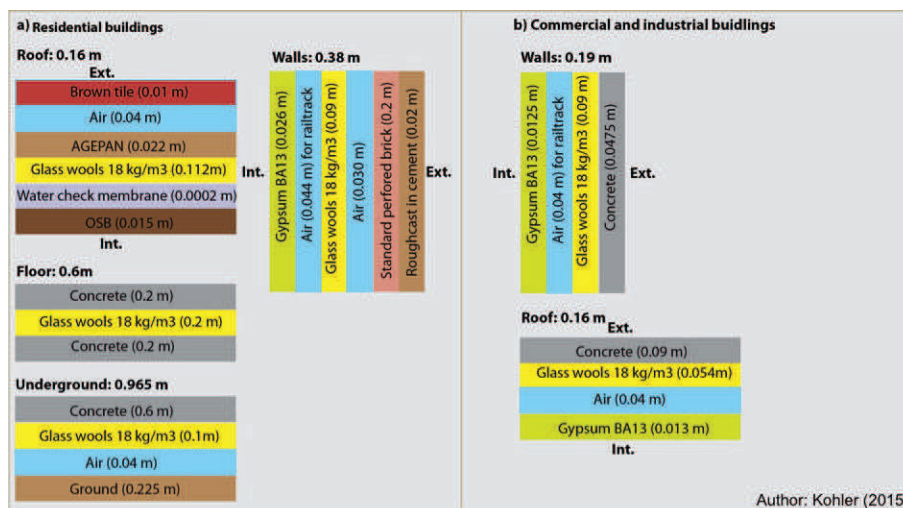 a) Residential buildings
Roof: 0.16 m
Ext.
Brown tile (0.01 m)
Air (0.04 m)
AGEPAN (0.022 m)
Glass wools 18 kg/m3 (0.112m)
Water check membrane (0.0002 m)
OSB (0.015 m)
Int.
Walls: 0.38 m
Int.
Gypsum BA13 (0.026 m)
Air (0.044 m) for railtrack
Glass wools 18 kg/m3 (0.09 m)
Air (0.030 m)
Standard perfored brick (0.2 m)
Roughcast in cement (0.02 m)
Ext.
Floor: 0.6m
Concrete (0.2 m)
Glass wools 18 kg/m3 (0.2 m)
Concrete (0.2 m)
Underground: 0.965 m
Concrete (0.6 m)
Glass wools 18 kg/m3 (0.1m)
Air (0.04 m)
Ground (0.225 m)
b) Commercial and industrial buidlings
Walls: 0.19 m
Int.
Gypsum BA13 (0.0125 m)
Air (0.04 m) for railtrack
Glass wools 18 kg/m3 (0.09 m)
Concrete (0.0475 m)
Ext.
Roof: 0.16 m
Ext.
Concrete (0.09 m)
Glass wools 18 kg/m3 (0.054m)
Air (0.04 m)
Gypsum BA13 (0.013 m)
Int.
Author: Kohler (2015